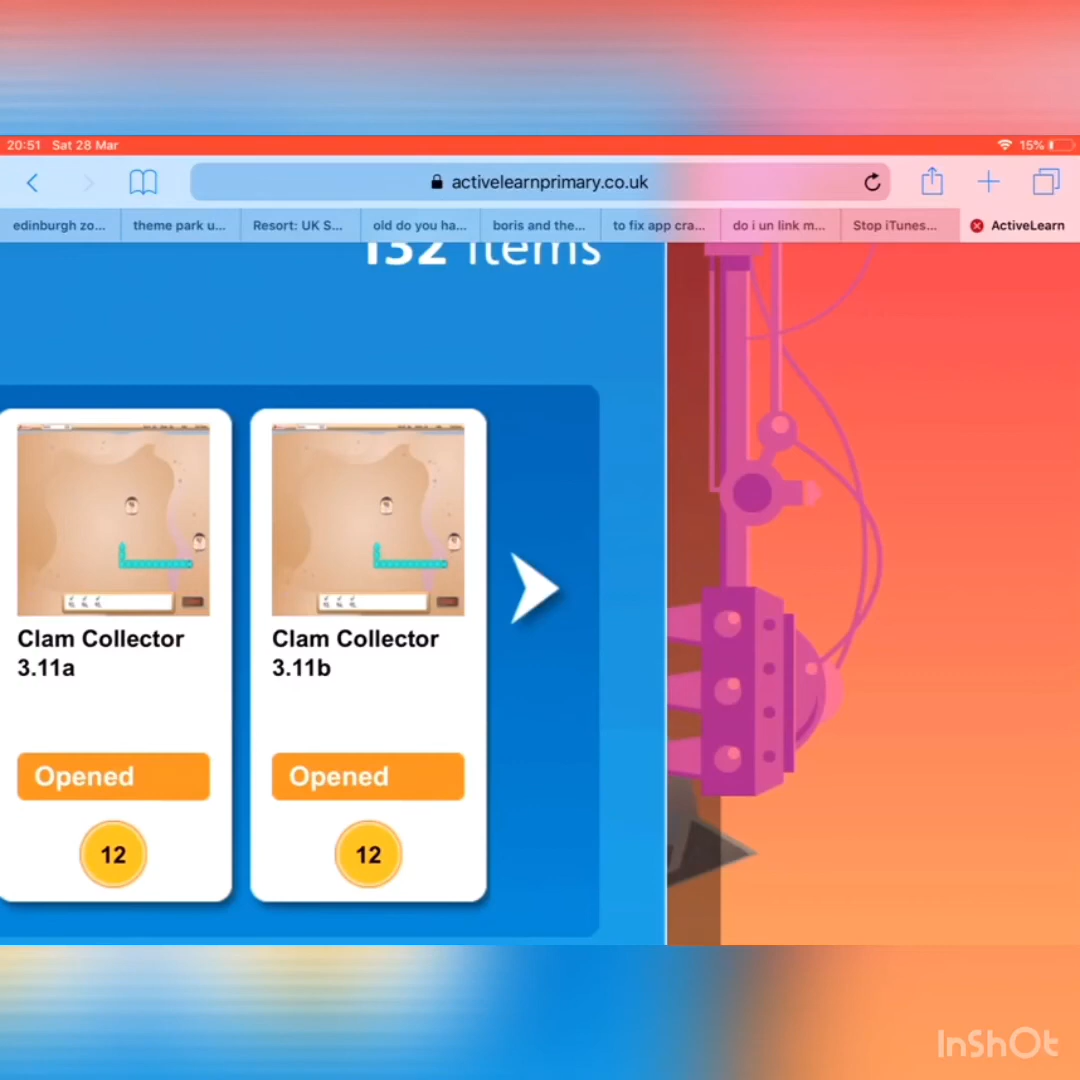 20:51 Sat 28 Mar 15%
activelearnprimary.co.uk
edinburgh zo... theme park u... Resort: UK S... old do you ha... boris and the... to fix app cra... do i un link m... Stop iTunes... ActiveLearn
132 items
Clam Collector
3.11a
Opened
12
Clam Collector
3.11b
Opened
12
InShOt